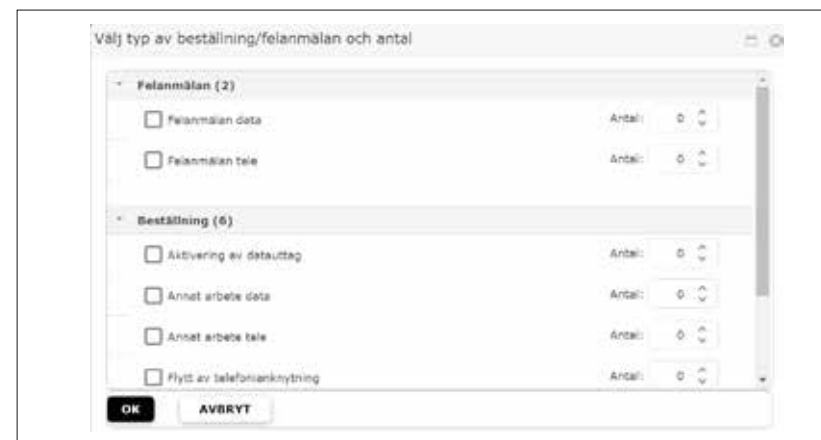 Välj typ av beställning/felanmälan och antal
Felanmälan (2)
Felanmälan data Antal: 0
Felanmälan tele Antal: 0
Beställning (6)
Aktivering av datauttag Antal: 0
Annat arbete data Antal: 0
Annat arbete tele Antal: 0
Flytt av telefonianknytning Antal: 0
OK AVBRYT